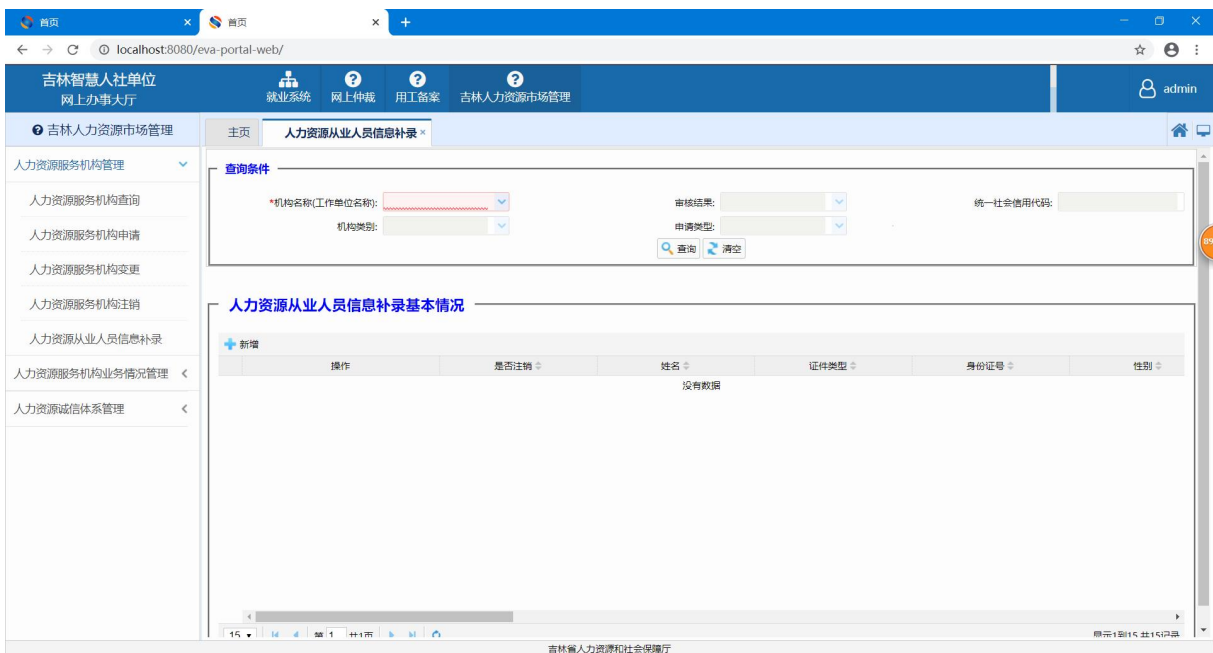 首页
首页
localhost:8080/eva-portal-web/
吉林智慧人社单位
网上办事大厅
就业系统
网上仲裁
用工备案
吉林人力资源市场管理
admin
吉林人力资源市场管理
主页
人力资源从业人员信息补录
人力资源服务机构管理
人力资源服务机构查询
人力资源服务机构申请
人力资源服务机构变更
人力资源服务机构注销
人力资源从业人员信息补录
人力资源服务机构业务情况管理
人力资源诚信体系管理
查询条件
*机构名称(工作单位名称):
审核结果:
统一社会信用代码:
机构类别:
申请类型:
查询
清空
89
人力资源从业人员信息补录基本情况
新增
操作
是否注销
姓名
证件类型
身份证号
性别
没有数据
15
第 1 共1页
显示1到15 共15记录
吉林省人力资源和社会保障厅